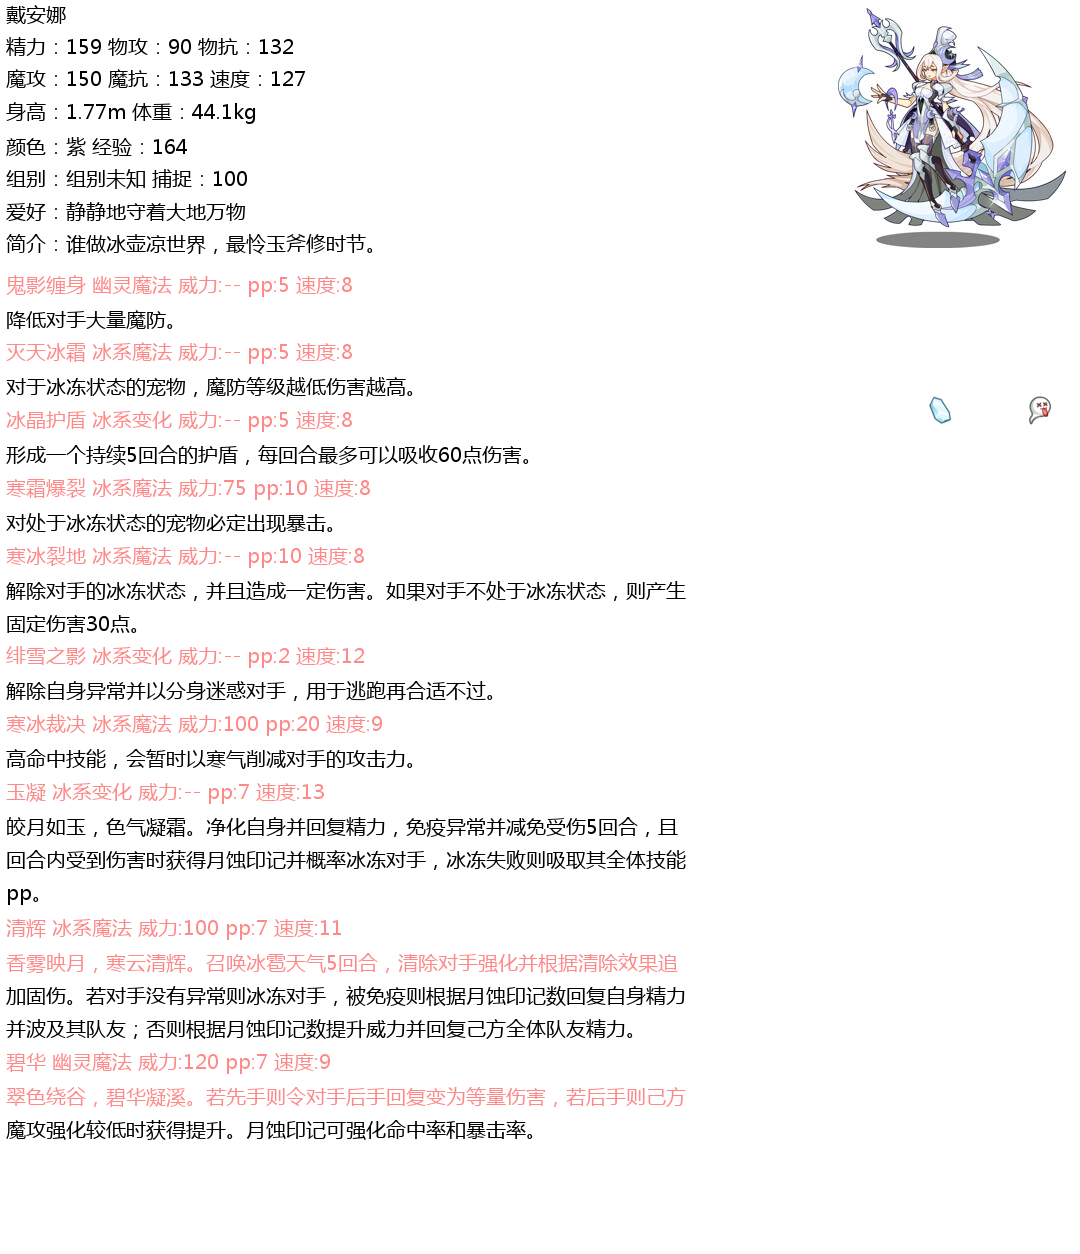 戴安娜
精力：159 物攻：90 物抗：132
魔攻：150 魔抗：133 速度：127
身高：1.77m 体重：44.1kg
颜色：紫 经验：164
组别：组别未知 捕捉：100
爱好：静静地守着大地万物
简介：谁做冰壶凉世界，最怜玉斧修时节。
鬼影缠身 幽灵魔法 威力:-- pp:5 速度:8
降低对手大量魔防。
灭天冰霜 冰系魔法 威力:-- pp:5 速度:8
对于冰冻状态的宠物，魔防等级越低伤害越高。
冰晶护盾 冰系变化 威力:-- pp:5 速度:8
形成一个持续5回合的护盾，每回合最多可以吸收60点伤害。
寒霜爆裂 冰系魔法 威力:75 pp:10 速度:8
对处于冰冻状态的宠物必定出现暴击。
寒冰裂地 冰系魔法 威力:-- pp:10 速度:8
解除对手的冰冻状态，并且造成一定伤害。如果对手不处于冰冻状态，则产生
固定伤害30点。
绯雪之影 冰系变化 威力:-- pp:2 速度:12
解除自身异常并以分身迷惑对手，用于逃跑再合适不过。
寒冰裁决 冰系魔法 威力:100 pp:20 速度:9
高命中技能，会暂时以寒气削减对手的攻击力。
玉凝 冰系变化 威力:-- pp:7 速度:13
皎月如玉，色气凝霜。净化自身并回复精力，免疫异常并减免受伤5回合，且
回合内受到伤害时获得月蚀印记并概率冰冻对手，冰冻失败则吸取其全体技能
pp。
清辉 冰系魔法 威力:100 pp:7 速度:11
香雾映月，寒云清辉。召唤冰雹天气5回合，清除对手强化并根据清除效果追
加固伤。若对手没有异常则冰冻对手，被免疫则根据月蚀印记数回复自身精力
并波及其队友；否则根据月蚀印记数提升威力并回复己方全体队友精力。
碧华 幽灵魔法 威力:120 pp:7 速度:9
翠色绕谷，碧华凝溪。若先手则令对手后手回复变为等量伤害，若后手则己方
魔攻强化较低时获得提升。月蚀印记可强化命中率和暴击率。